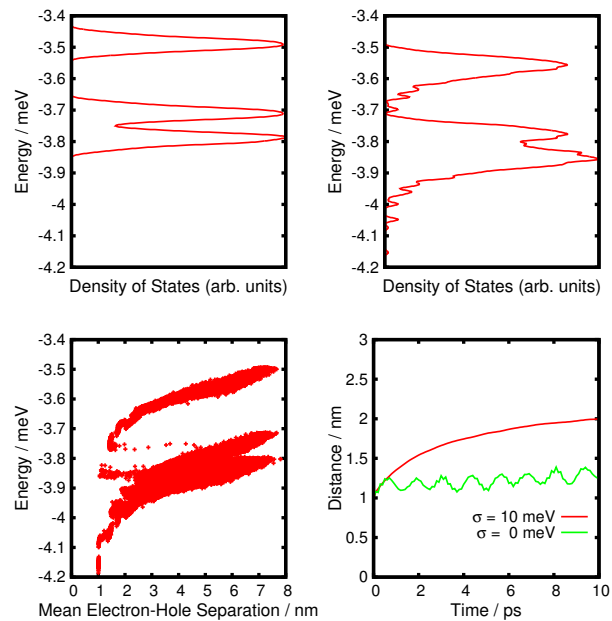 -3.4
-3.5
-3.6
-3.7
-3.8
-3.9
-4
-4.1
-4.2
Energy / meV
Density of States (arb. units)
-3.4
-3.5
-3.6
-3.7
-3.8
-3.9
-4
-4.1
-4.2
Energy / meV
Density of States (arb. units)
-3.4
-3.5
-3.6
-3.7
-3.8
-3.9
-4
-4.1
-4.2
Energy / meV
0 1 2 3 4 5 6 7 8
Mean Electron-Hole Separation / nm
3
2.5
2
1.5
1
0.5
0
Distance / nm
σ = 10 meV
σ = 0 meV
0 2 4 6 8 10
Time / ps